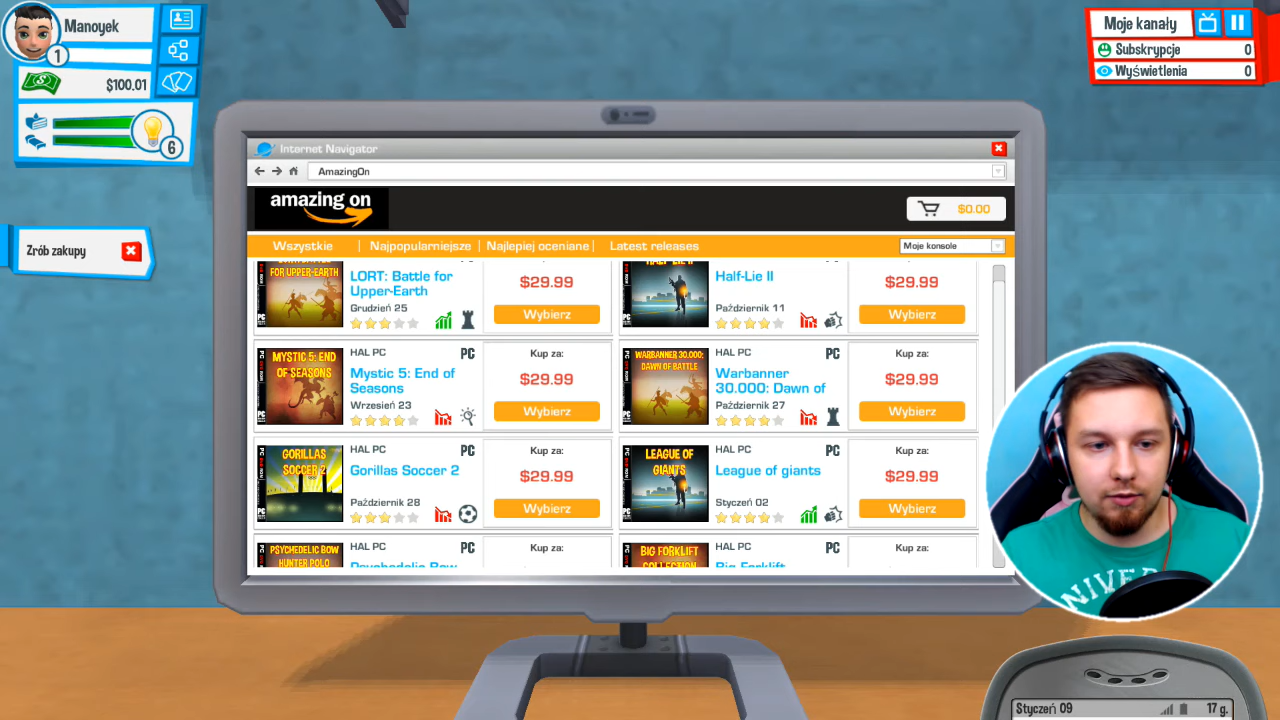 Manoyek
1
$100.01
6
Moje kanały
Subskrypcje 0
Wyświetlenia 0
Zrób zakupy
Internet Navigator
AmazingOn
amazing on
$0.00
Wszystkie | Najpopularniejsze | Najlepiej oceniane | Latest releases
Moje konsole
FOR UPPER-EARTH
LORT: Battle for
Upper-Earth
Grudzień 25
$29.99
Wybierz
Half-Lie II
Październik 11
$29.99
Wybierz
MYSTIC 5: END
OF SEASONS
HAL PC PC
Mystic 5: End of
Seasons
Wrzesień 23
Kup za:
$29.99
Wybierz
WARBANNER 30.000:
DAWN OF BATTLE
HAL PC PC
Warbanner
30.000: Dawn of
Październik 27
Kup za:
$29.99
Wybierz
GORILLAS
SOCCER 2
HAL PC PC
Gorillas Soccer 2
Październik 28
Kup za:
$29.99
Wybierz
LEAGUE OF
GIANTS
HAL PC PC
League of giants
Styczeń 02
Kup za:
$29.99
Wybierz
PSYCHEDELIC BOW
HUNTER POLO
HAL PC PC
Psychedelic Bow
Kup za:
BIG FORKLIFT
COLLECTION
HAL PC PC
Big Forklift
Kup za:
UNIVER
Styczeń 09 17 g.